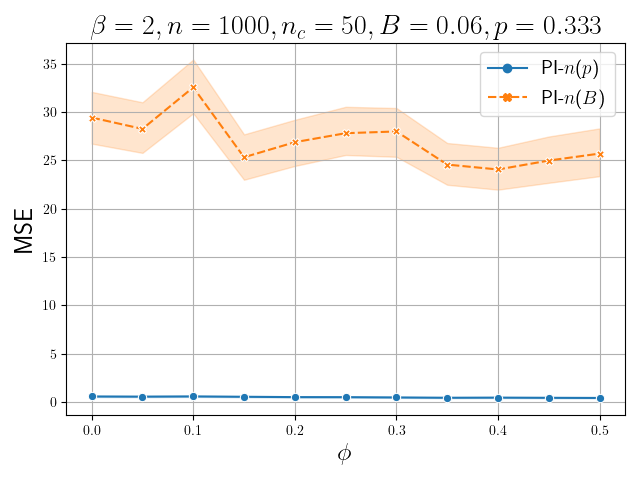 β = 2, n = 1000, n_c = 50, B = 0.06, p = 0.333
PI-n(p)
PI-n(B)
MSE
35
30
25
20
15
10
5
0
0.0 0.1 0.2 0.3 0.4 0.5
ϕ